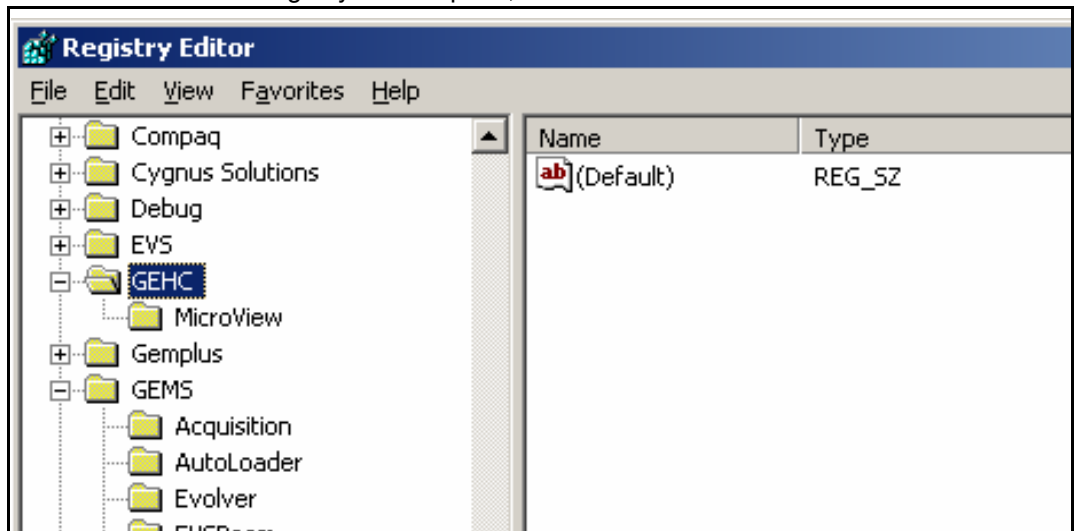 Registry Editor
File Edit View Favorites Help
Compaq
Cygnus Solutions
Debug
EVS
GEHC
MicroView
Gemplus
GEMS
Acquisition
AutoLoader
Evolver
Name Type
ab (Default) REG_SZ